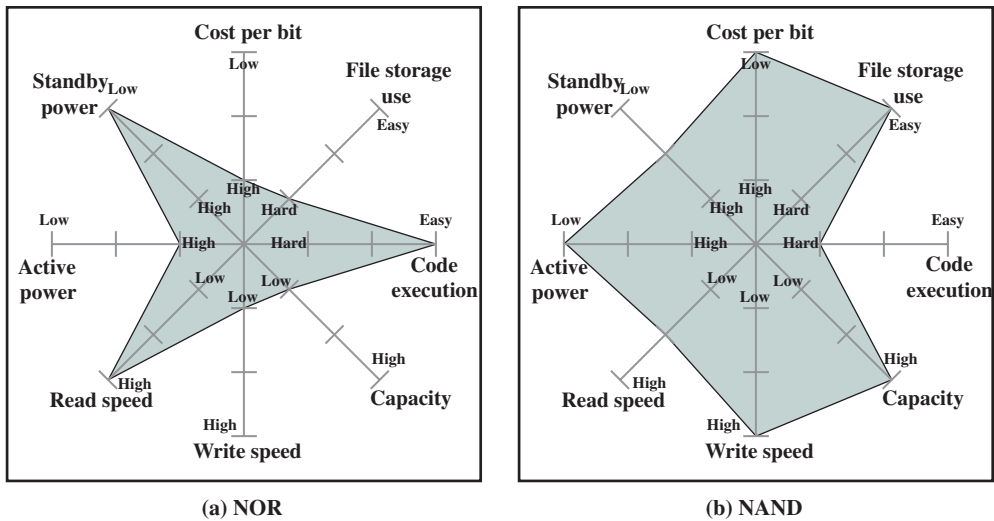 Cost per bit
Low
File storage
use
Easy
Standby
power
Low
High
High
Hard
Low
High
Hard
Easy
Active
power
Code
execution
Low
Low
Low
High
Read speed
High
Capacity
High
Write speed
(a) NOR
Cost per bit
Low
File storage
use
Easy
Standby
power
Low
High
High
Hard
Low
High
Hard
Easy
Active
power
Code
execution
Low
Low
Low
High
Read speed
High
Capacity
High
Write speed
(b) NAND